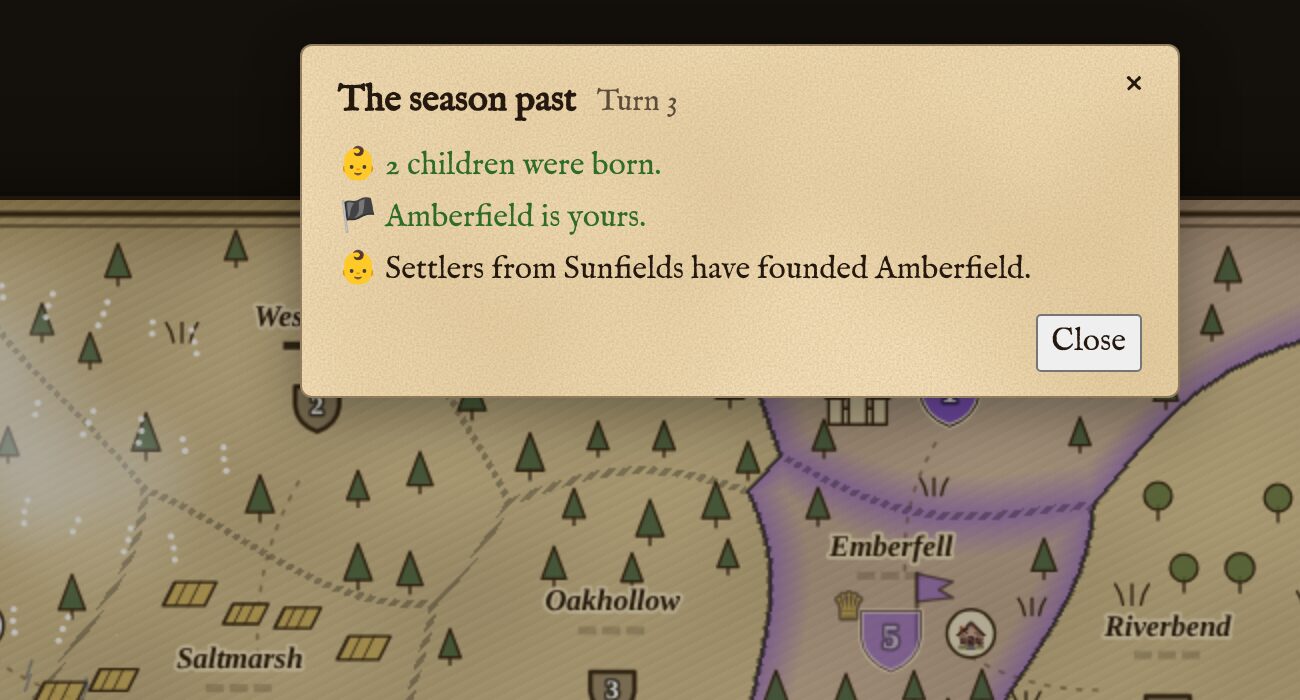 The season past Turn 3
2 children were born.
Amberfield is yours.
Settlers from Sunfields have founded Amberfield.
Close
2
Emberfell
Oakhollow
5
Riverbend
Saltmarsh
3